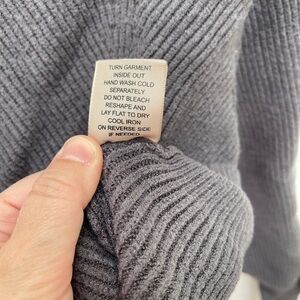 TURN GARMENT
INSIDE OUT
HAND WASH COLD
SEPARATELY
DO NOT BLEACH
RESHAPE AND
LAY FLAT TO DRY
COOL IRON
ON REVERSE SIDE
IF NEEDED